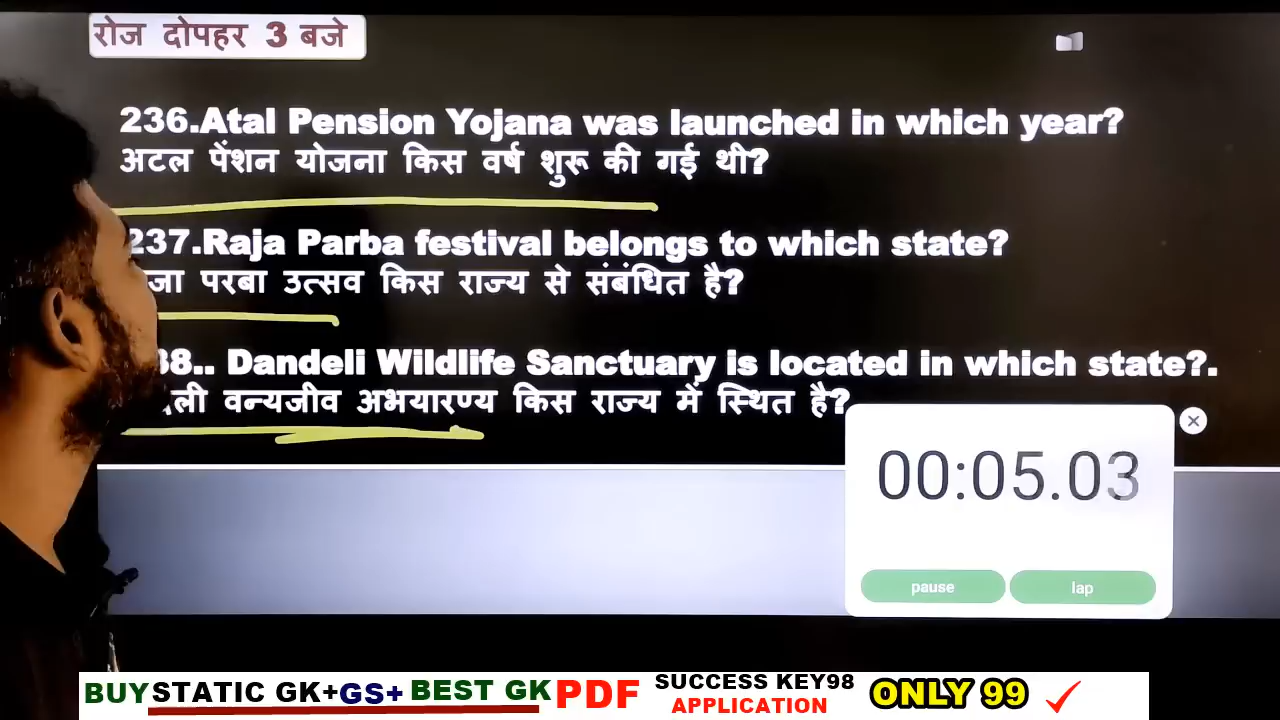 रोज दोपहर 3 बजे
236.Atal Pension Yojana was launched in which year?
अटल पेंशन योजना किस वर्ष शुरू की गई थी?
237.Raja Parba festival belongs to which state?
जा परबा उत्सव किस राज्य से संबंधित है?
38.. Dandeli Wildlife Sanctuary is located in which state?.
ली वन्यजीव अभयारण्य किस राज्य में स्थित है?
00:05.03
pause lap
BUY STATIC GK+GS+ BEST GK PDF SUCCESS KEY98 APPLICATION ONLY 99